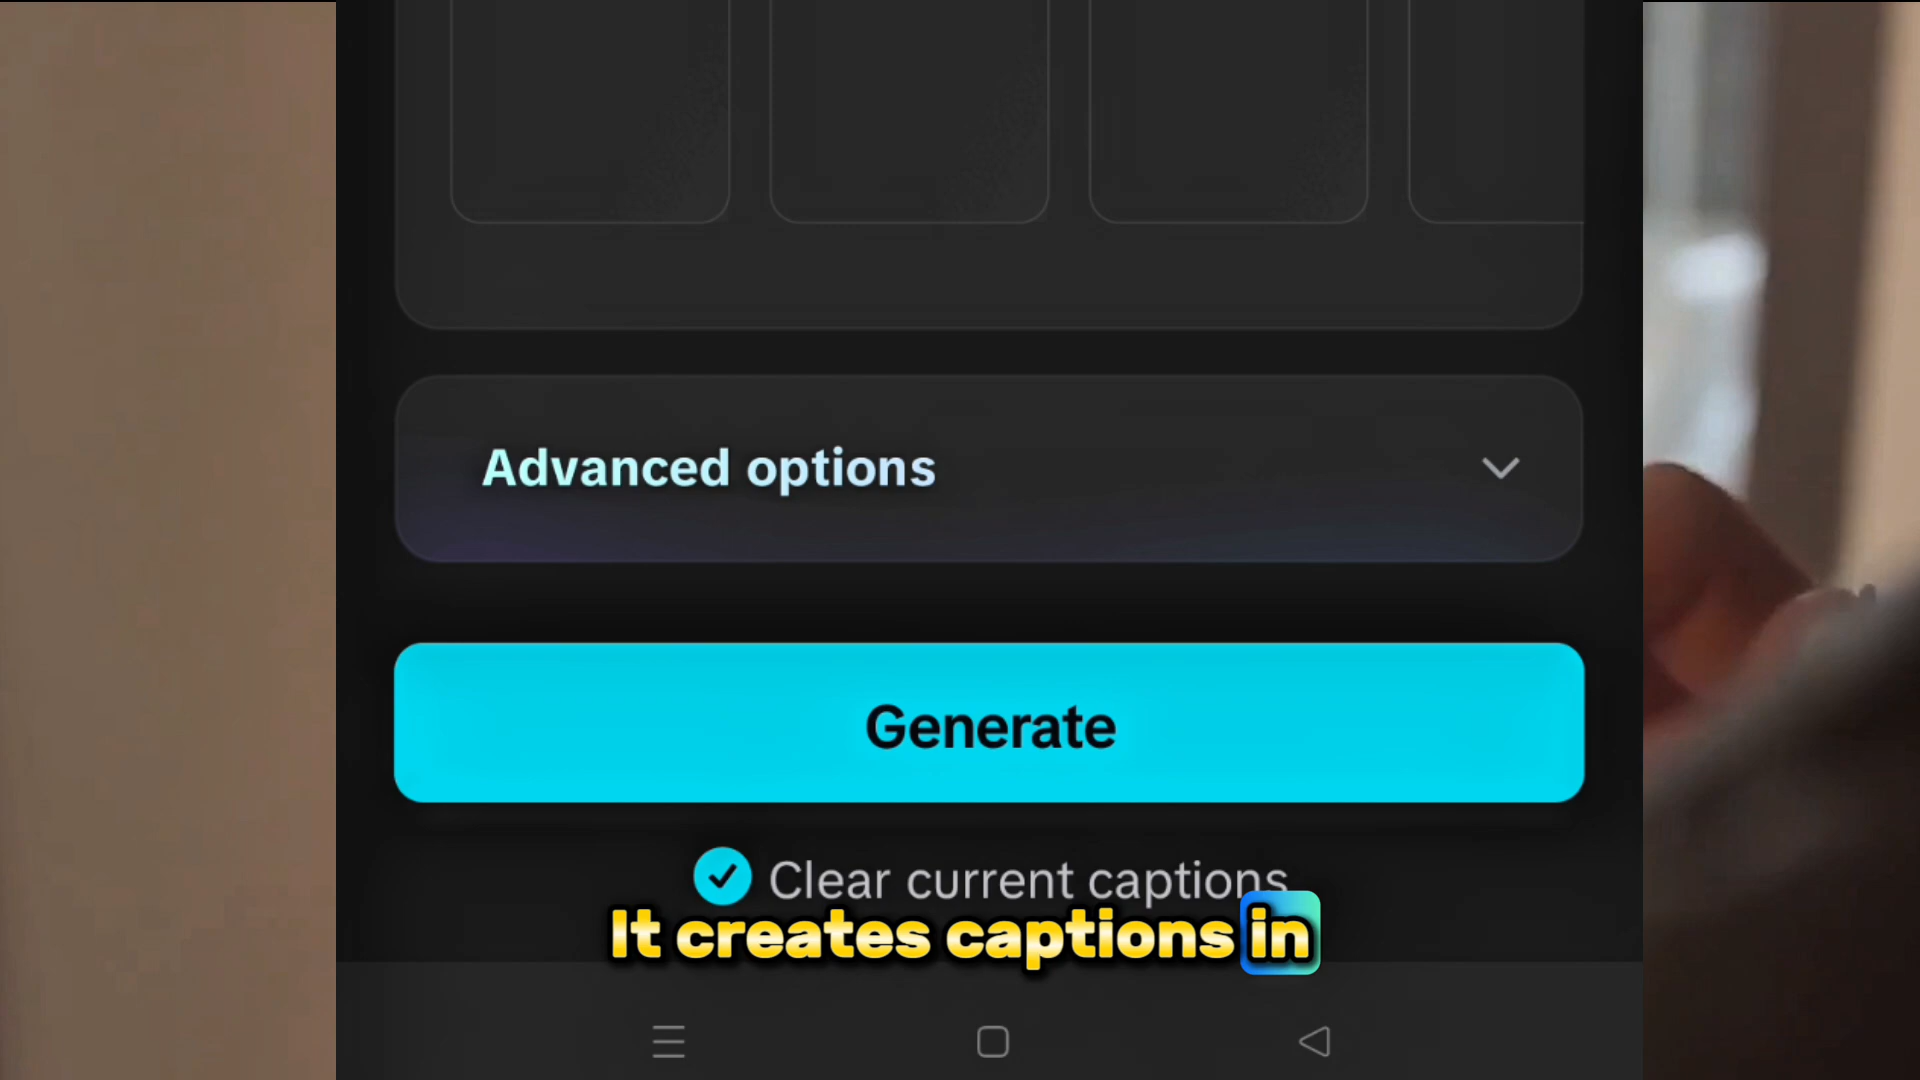 Advanced options
Generate
Clear current captions
It creates captions in